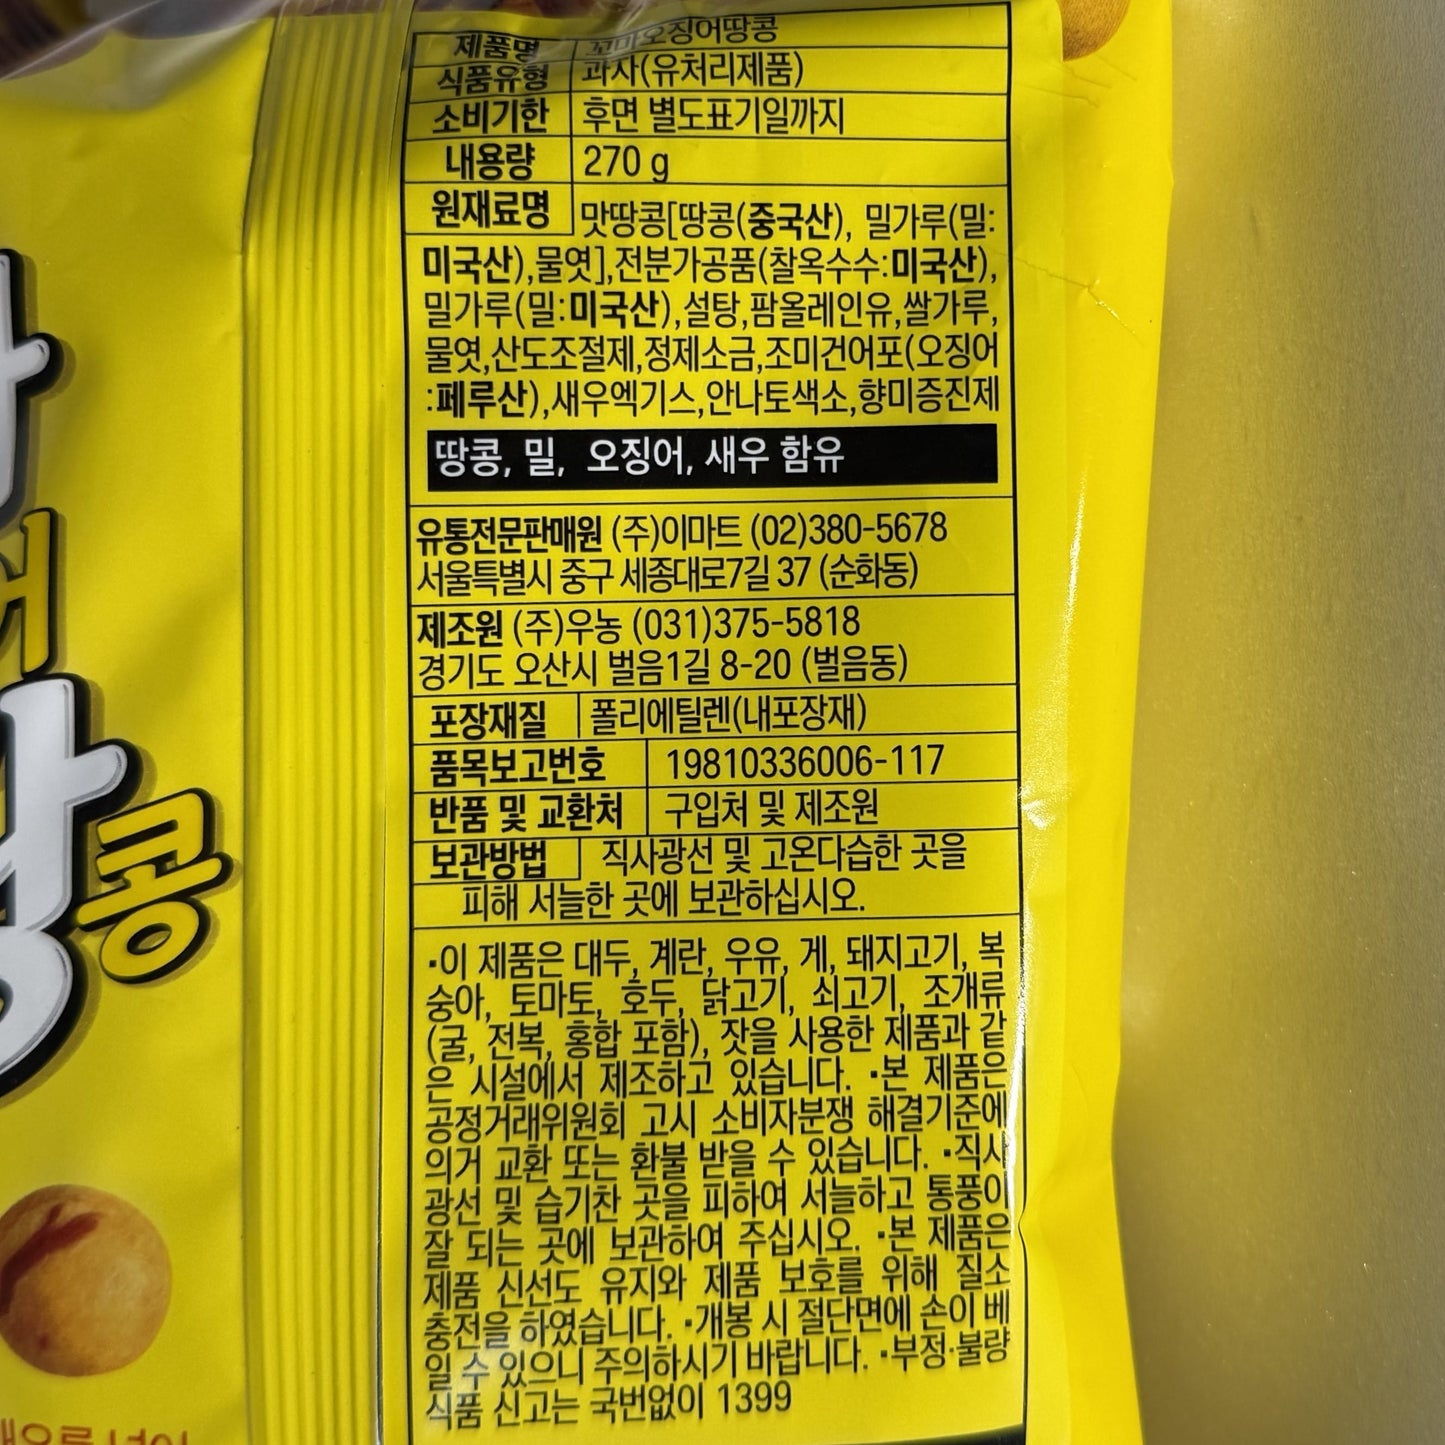 제품명 꼬마오징어땅콩
식품유형 과자(유처리제품)
소비기한 후면 별도표기일까지
내용량 270 g
원재료명 맛땅콩[땅콩(중국산), 밀가루(밀:
미국산),물엿],전분가공품(찰옥수수:미국산),
밀가루(밀:미국산),설탕,팜올레인유,쌀가루,
물엿,산도조절제,정제소금,조미건어포(오징어
:페루산),새우엑기스,안나토색소,향미증진제
땅콩, 밀, 오징어, 새우 함유
유통전문판매원 (주)이마트 (02)380-5678
서울특별시 중구 세종대로7길 37 (순화동)
제조원 (주)우농 (031)375-5818
경기도 오산시 벌음1길 8-20 (벌음동)
포장재질 폴리에틸렌(내포장재)
품목보고번호 19810336006-117
반품 및 교환처 구입처 및 제조원
보관방법 직사광선 및 고온다습한 곳을
피해 서늘한 곳에 보관하십시오.
·이 제품은 대두, 계란, 우유, 게, 돼지고기, 복
숭아, 토마토, 호두, 닭고기, 쇠고기, 조개류
(굴, 전복, 홍합 포함), 잣을 사용한 제품과 같
은 시설에서 제조하고 있습니다. ·본 제품은
공정거래위원회 고시 소비자분쟁 해결기준에
의거 교환 또는 환불 받을 수 있습니다. ·직사
광선 및 습기찬 곳을 피하여 서늘하고 통풍이
잘 되는 곳에 보관하여 주십시오. ·본 제품은
제품 신선도 유지와 제품 보호를 위해 질소
충전을 하였습니다. ·개봉 시 절단면에 손이 베
일 수 있으니 주의하시기 바랍니다. ·부정·불량
식품 신고는 국번없이 1399
콩